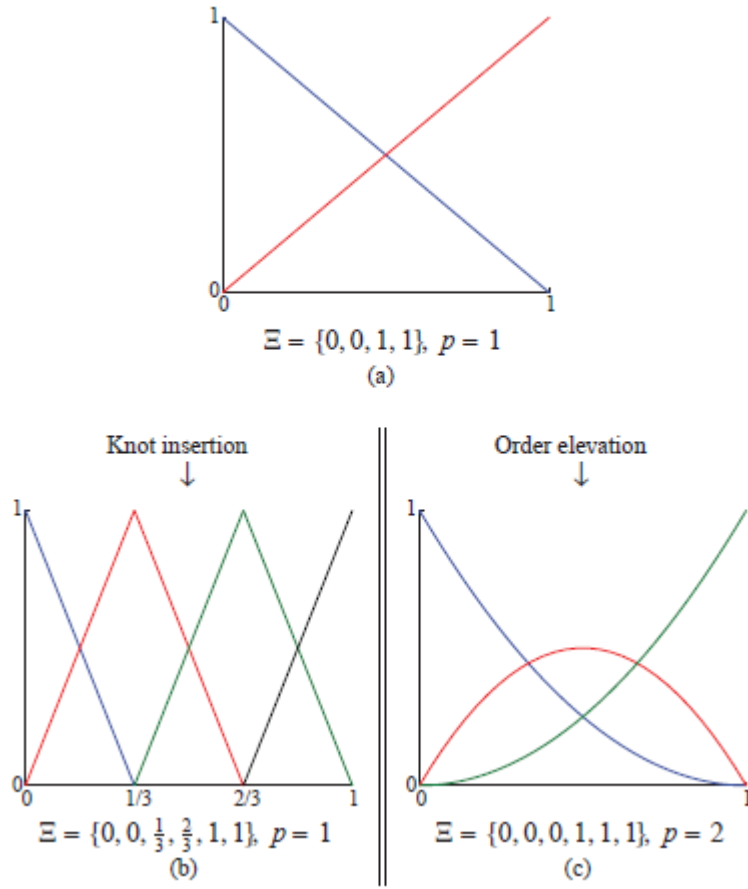 1
0
0 1
Ξ = {0, 0, 1, 1}, p = 1
(a)
Knot insertion
↓
1
0
0 1/3 2/3 1
Ξ = {0, 0, 1/3, 2/3, 1, 1}, p = 1
(b)
Order elevation
↓
1
0
0 1
Ξ = {0, 0, 0, 1, 1, 1}, p = 2
(c)